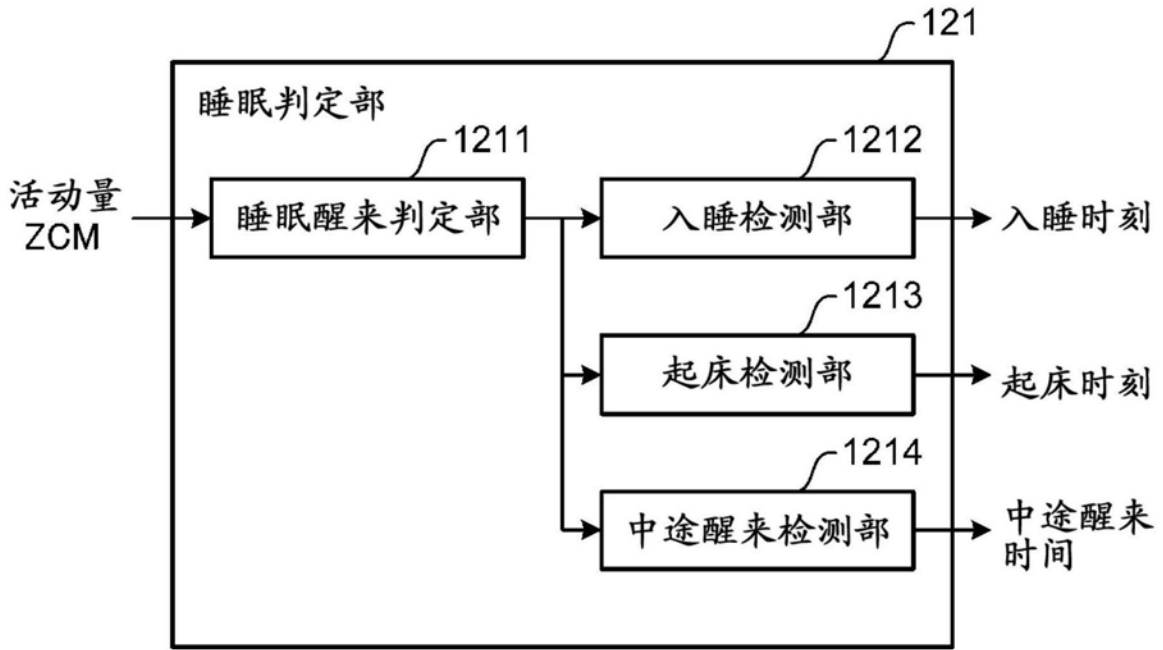 121
睡眠判定部
1211
1212
活动量
ZCM
睡眠醒来判定部
入睡检测部
入睡时刻
1213
起床检测部
起床时刻
1214
中途醒来检测部
中途醒来
时间